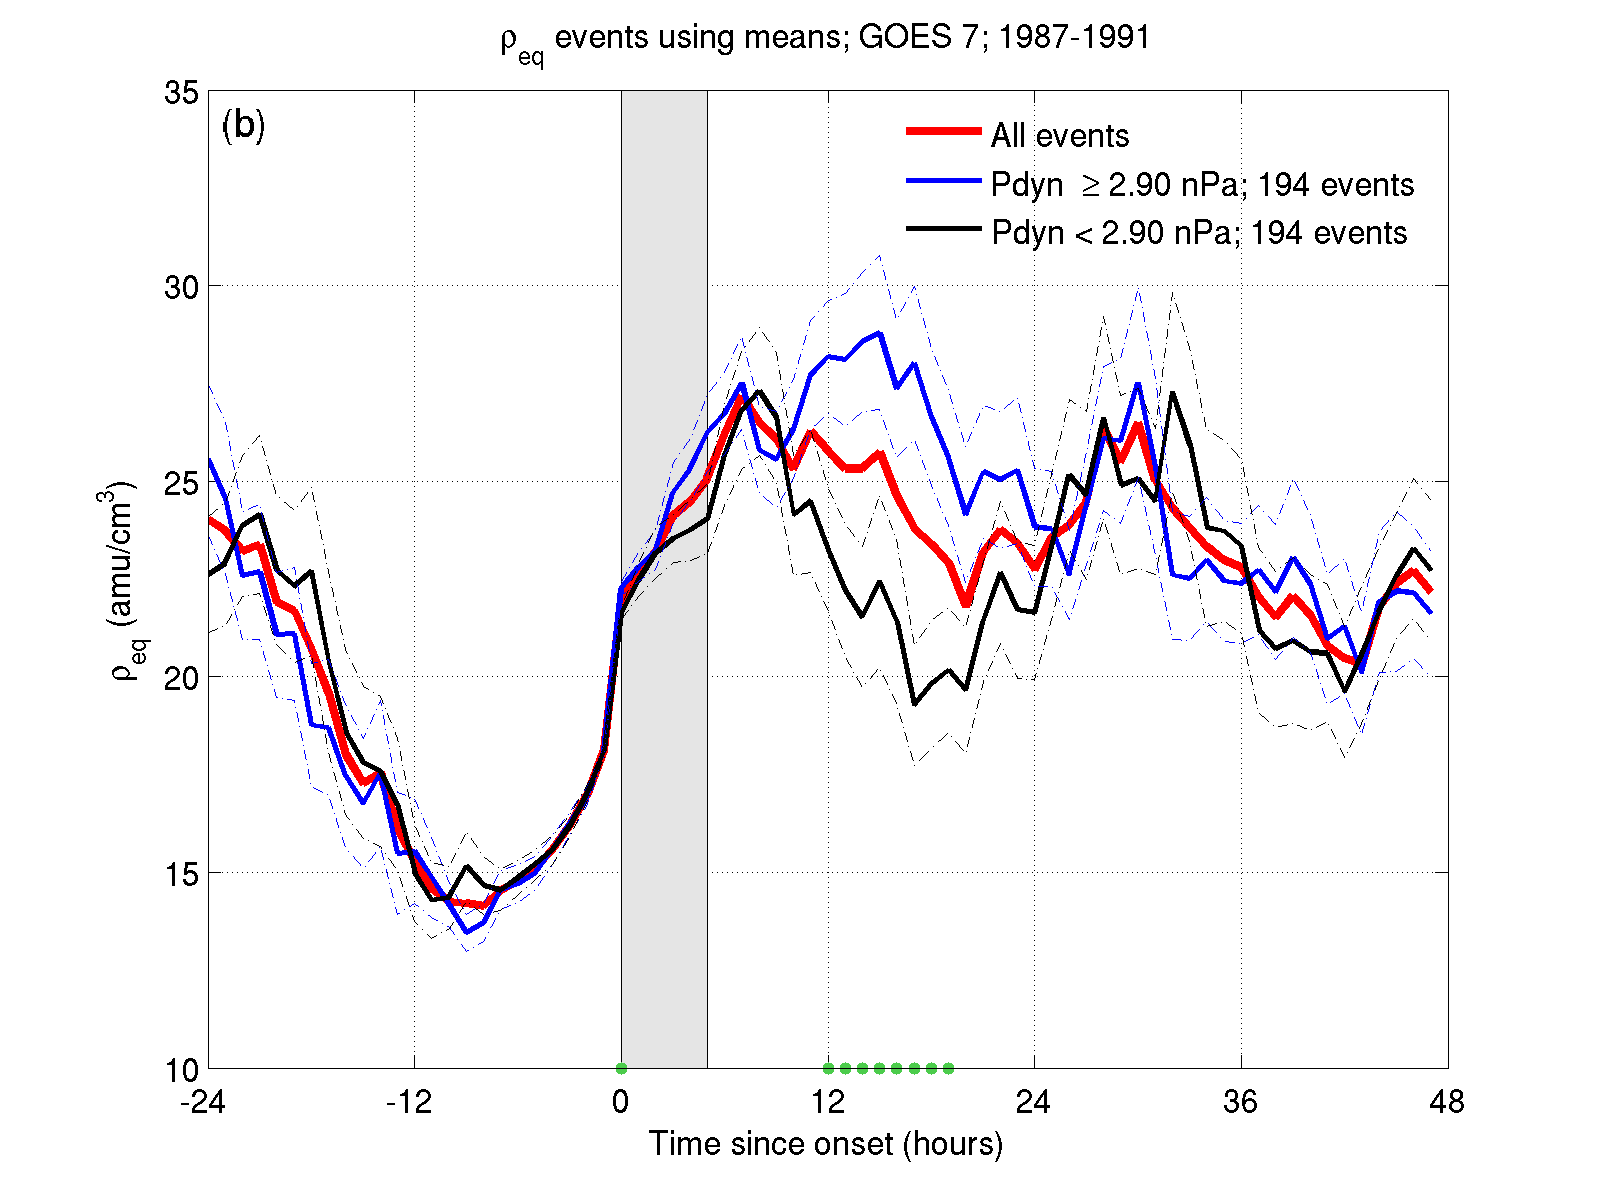 ρeq events using means; GOES 7; 1987-1991
(b)
All events
Pdyn ≥ 2.90 nPa; 194 events
Pdyn < 2.90 nPa; 194 events
35
30
25
20
15
10
ρeq (amu/cm³)
-24 -12 0 12 24 36 48
Time since onset (hours)